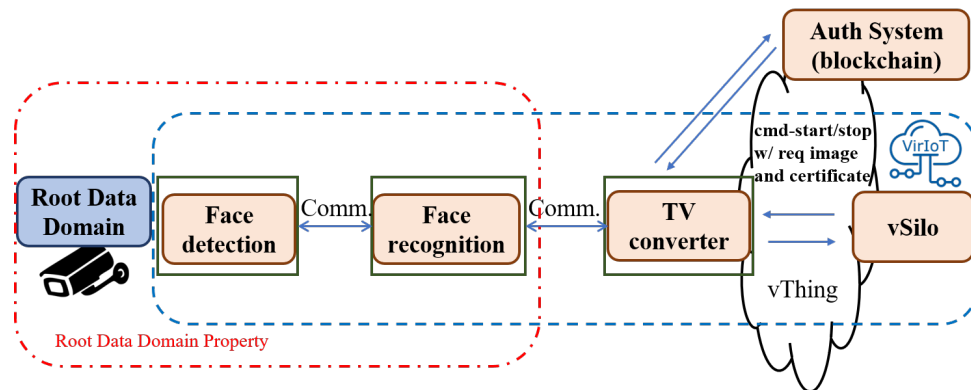 Auth System
(blockchain)
cmd-start/stop
w/ req image
and certificate
VirIoT
Root Data
Domain
Face
detection
Comm.
Face
recognition
Comm.
TV
converter
vSilo
vThing
Root Data Domain Property